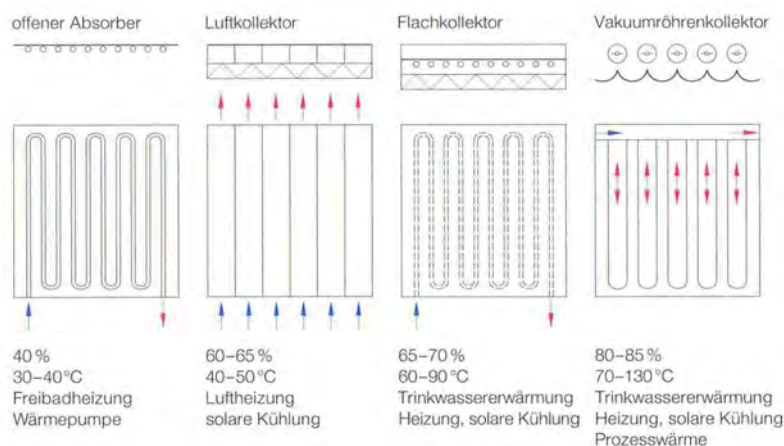 offener Absorber
Luftkollektor
Flachkollektor
Vakuumröhrenkollektor
40 %
30–40 °C
Freibadheizung
Wärmepumpe
60–65 %
40–50 °C
Luftheizung
solare Kühlung
65–70 %
60–90 °C
Trinkwassererwärmung
Heizung, solare Kühlung
80–85 %
70–130 °C
Trinkwassererwärmung
Heizung, solare Kühlung
Prozesswärme